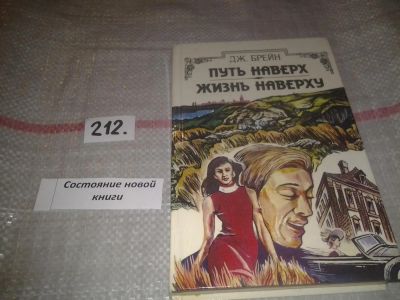 ДЖ. БРЕЙН
ПУТЬ НАВЕРХ
ЖИЗНЬ НАВЕРХУ
212.
Состояние новой
книги